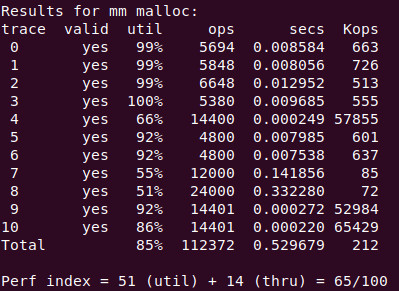 Results for mm malloc:
trace valid util ops secs Kops
0 yes 99% 5694 0.008584 663
1 yes 99% 5848 0.008056 726
2 yes 99% 6648 0.012952 513
3 yes 100% 5380 0.009685 555
4 yes 66% 14400 0.000249 57855
5 yes 92% 4800 0.007985 601
6 yes 92% 4800 0.007538 637
7 yes 55% 12000 0.141856 85
8 yes 51% 24000 0.332280 72
9 yes 92% 14401 0.000272 52984
10 yes 86% 14401 0.000220 65429
Total 85% 112372 0.529679 212
Perf index = 51 (util) + 14 (thru) = 65/100